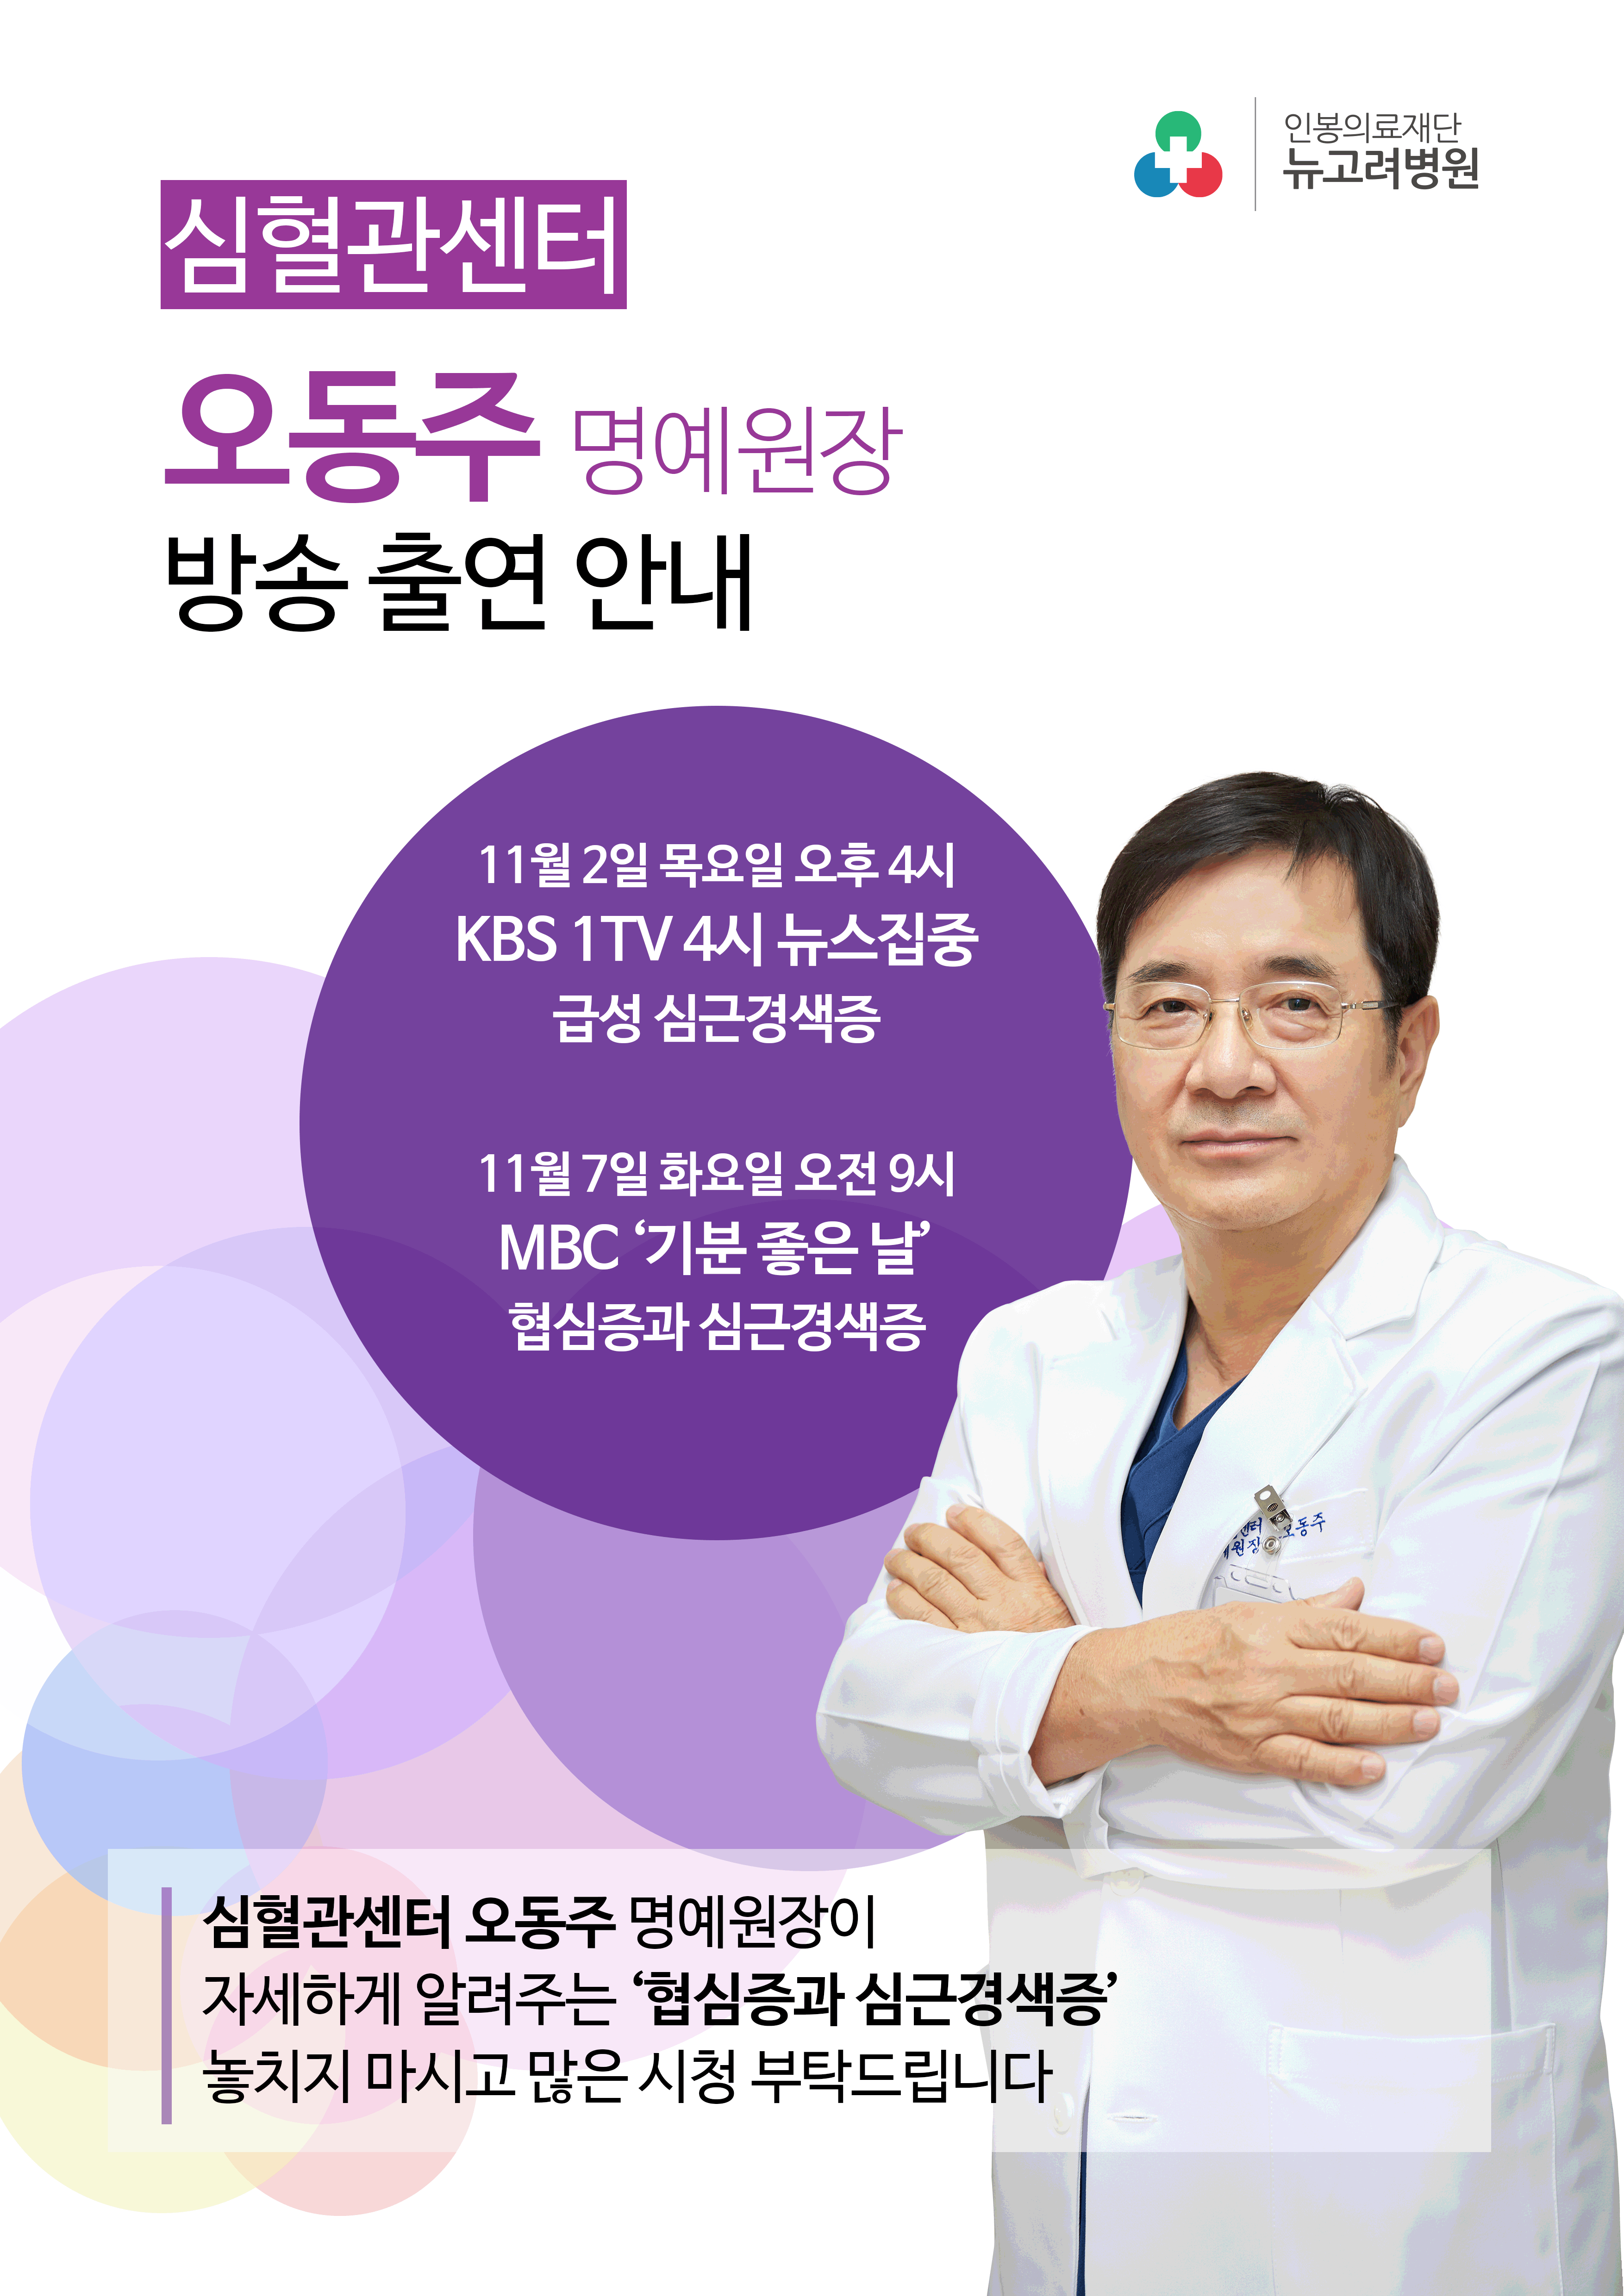 인봉의료재단
뉴고려병원
심혈관센터
오동주 명예원장
방송 출연 안내
11월 2일 목요일 오후 4시
KBS 1TV 4시 뉴스집중
급성 심근경색증
11월 7일 화요일 오전 9시
MBC ‘기분 좋은 날’
협심증과 심근경색증
오동주
원장
심혈관센터 오동주 명예원장이
자세하게 알려주는 ‘협심증과 심근경색증’
놓치지 마시고 많은 시청 부탁드립니다